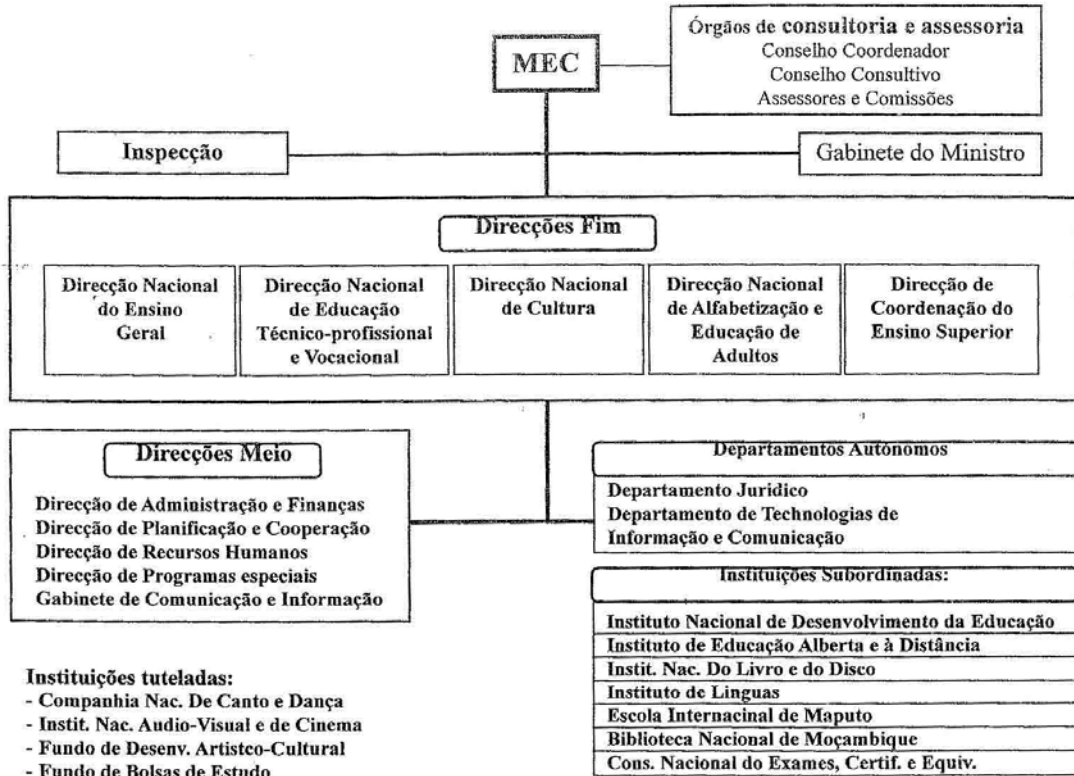 MEC
Órgãos de consultoria e assessoria
Conselho Coordenador
Conselho Consultivo
Assessores e Comissões
Inspecção
Gabinete do Ministro
Direcções Fim
Direcção Nacional
do Ensino
Geral
Direcção Nacional
de Educação
Técnico-profissional
e Vocacional
Direcção Nacional
de Cultura
Direcção Nacional
de Alfabetização e
Educação de
Adultos
Direcção de
Coordenação do
Ensino Superior
Direcções Meio
Direcção de Administração e Finanças
Direcção de Planificação e Cooperação
Direcção de Recursos Humanos
Direcção de Programas especiais
Gabinete de Comunicação e Informação
Departamentos Autónomos
Departamento Juridico
Departamento de Technologias de
Informação e Comunicação
Instituições Subordinadas:
Instituto Nacional de Desenvolvimento da Educação
Instituto de Educação Alberta e à Distância
Instit. Nac. Do Livro e do Disco
Instituto de Linguas
Escola Internacinal de Maputo
Biblioteca Nacional de Moçambique
Cons. Nacional do Exames, Certif. e Equiv.
Instituições tuteladas:
- Companhia Nac. De Canto e Dança
- Instit. Nac. Audio-Visual e de Cinema
- Fundo de Desenv. Artistco-Cultural
- Fundo de Bolsas de Estudo